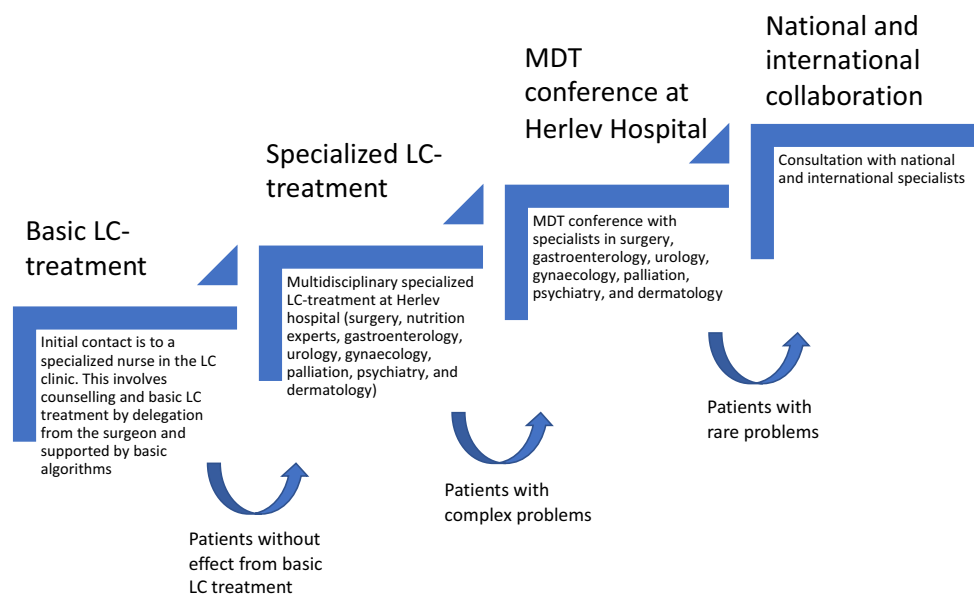 Basic LC-
treatment
Initial contact is to a
specialized nurse in the LC
clinic. This involves
counselling and basic LC
treatment by delegation
from the surgeon and
supported by basic
algorithms
Patients without
effect from basic
LC treatment
Specialized LC-
treatment
Multidisciplinary specialized
LC-treatment at Herlev
hospital (surgery, nutrition
experts, gastroenterology,
urology, gynaecology,
palliation, psychiatry, and
dermatology)
Patients with
complex problems
MDT
conference at
Herlev Hospital
MDT conference with
specialists in surgery,
gastroenterology, urology,
gynaecology, palliation,
psychiatry, and dermatology
Patients with
rare problems
National and
international
collaboration
Consultation with national
and international specialists